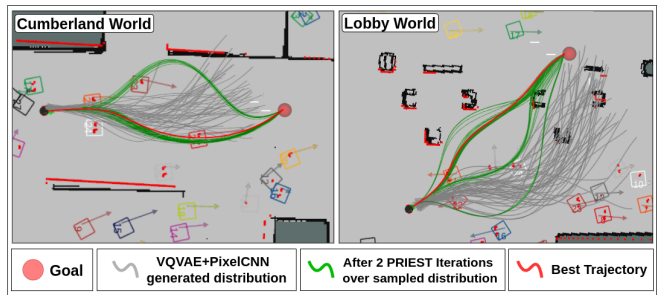 Cumberland World
Lobby World
Goal
VQVAE+PixelCNN
generated distribution
After 2 PRIEST Iterations
over sampled distribution
Best Trajectory